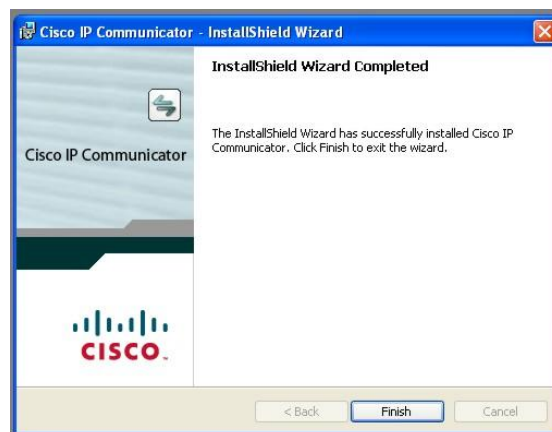 Cisco IP Communicator - InstallShield Wizard
InstallShield Wizard Completed
The InstallShield Wizard has successfully installed Cisco IP
Communicator. Click Finish to exit the wizard.
Cisco IP Communicator
CISCO
< Back
Finish
Cancel